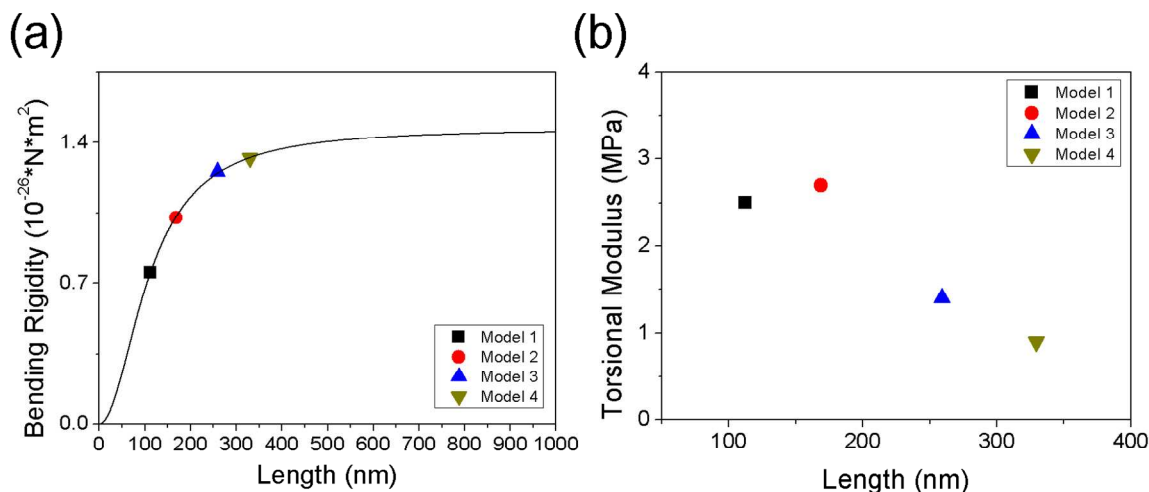 (a)
Bending Rigidity (10⁻²⁶*N*m²)
1.4
0.7
0.0
0 100 200 300 400 500 600 700 800 900 1000
Length (nm)
Model 1
Model 2
Model 3
Model 4
(b)
Torsional Modulus (MPa)
4
3
2
1
0
100 200 300 400
Length (nm)
Model 1
Model 2
Model 3
Model 4